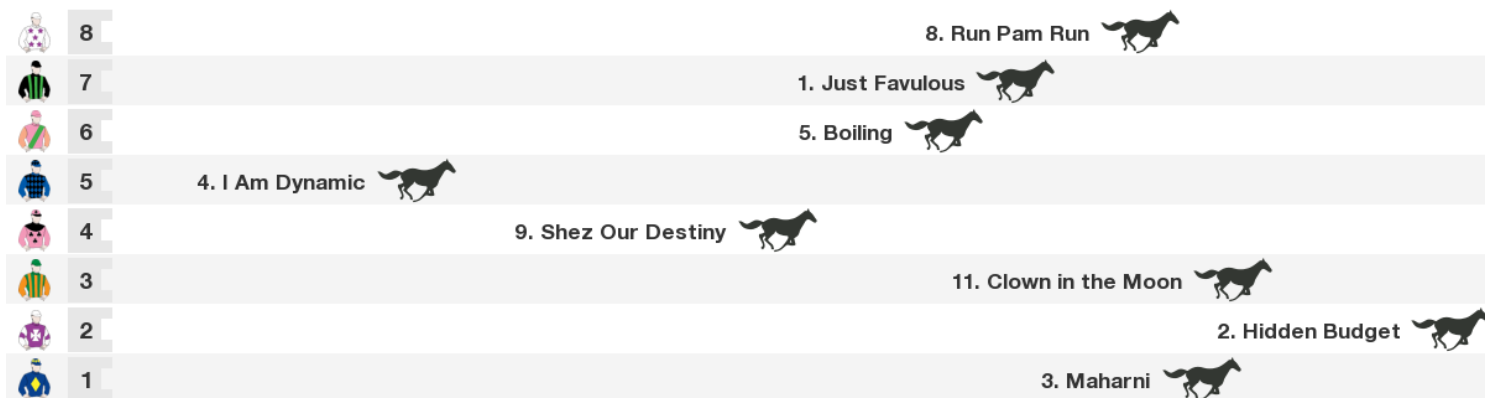 8 8. Run Pam Run
7 1. Just Favulous
6 5. Boiling
5 4. I Am Dynamic
4 9. Shez Our Destiny
3 11. Clown in the Moon
2 2. Hidden Budget
1 3. Maharni